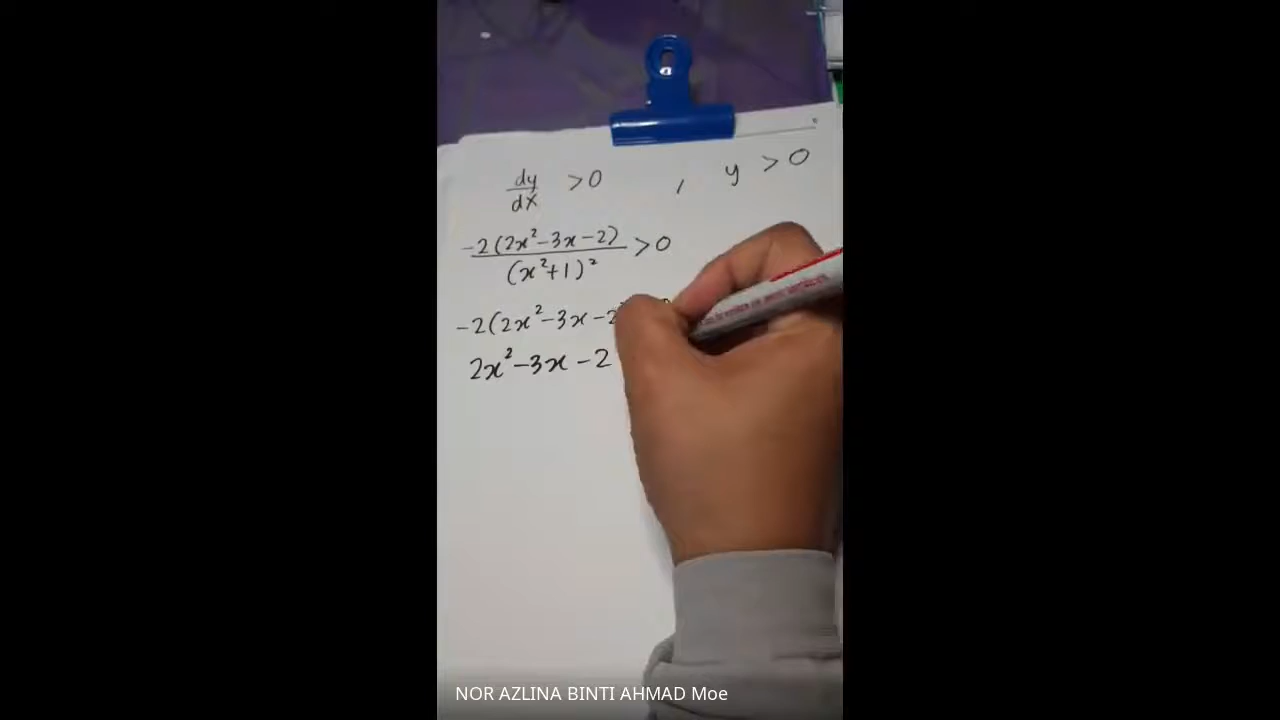 dy/dx > 0 , y > 0
-2(2x²-3x-2)/(x²+1)² > 0
-2(2x²-3x-2
2x²-3x-2
NOR AZLINA BINTI AHMAD Moe